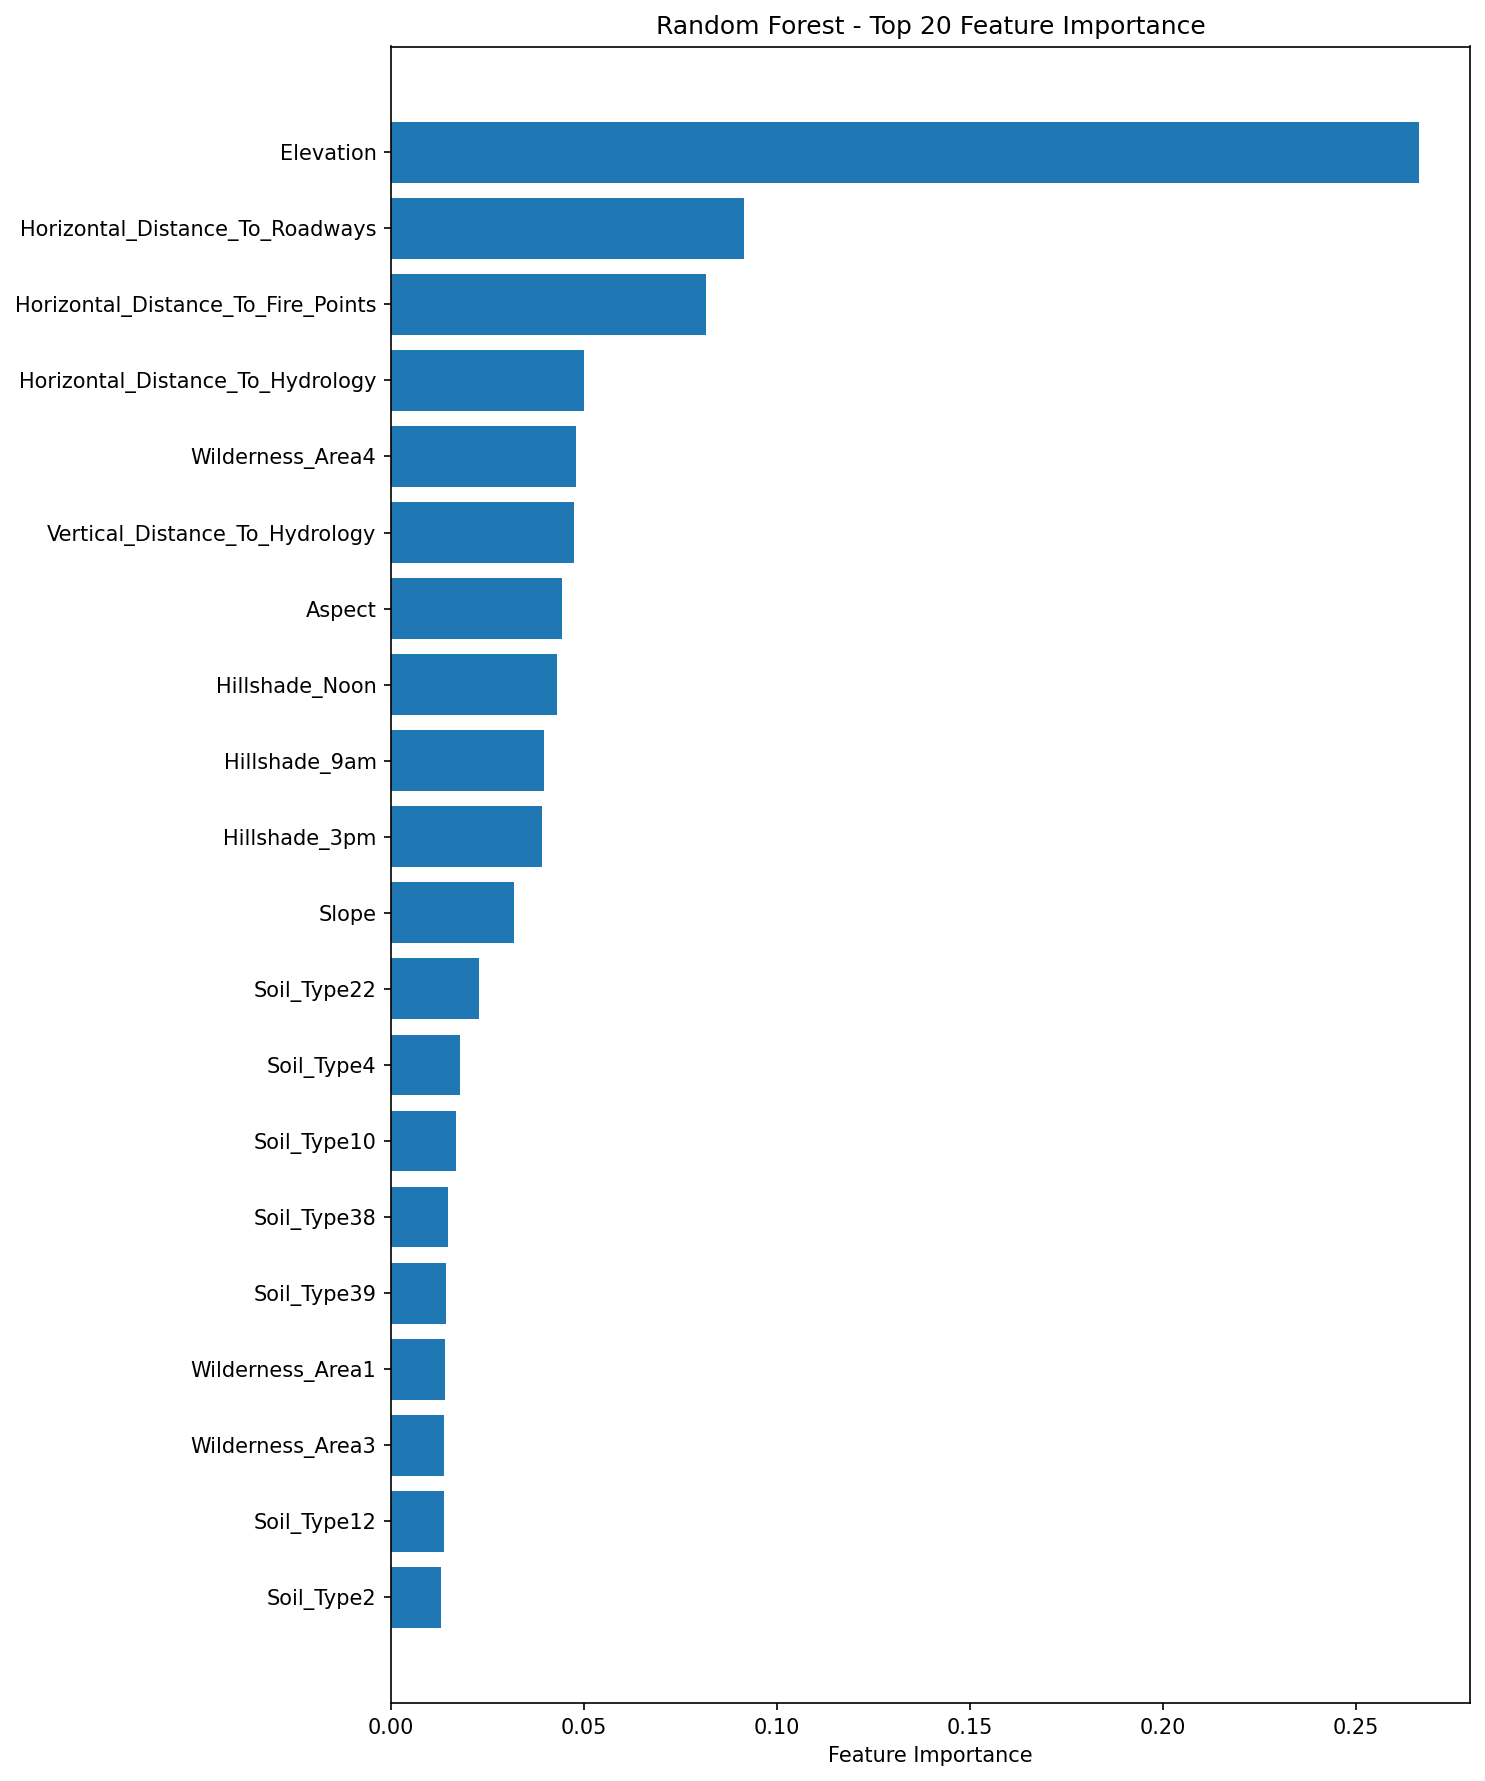 Random Forest - Top 20 Feature Importance
Elevation
Horizontal_Distance_To_Roadways
Horizontal_Distance_To_Fire_Points
Horizontal_Distance_To_Hydrology
Wilderness_Area4
Vertical_Distance_To_Hydrology
Aspect
Hillshade_Noon
Hillshade_9am
Hillshade_3pm
Slope
Soil_Type22
Soil_Type4
Soil_Type10
Soil_Type38
Soil_Type39
Wilderness_Area1
Wilderness_Area3
Soil_Type12
Soil_Type2
0.00 0.05 0.10 0.15 0.20 0.25
Feature Importance